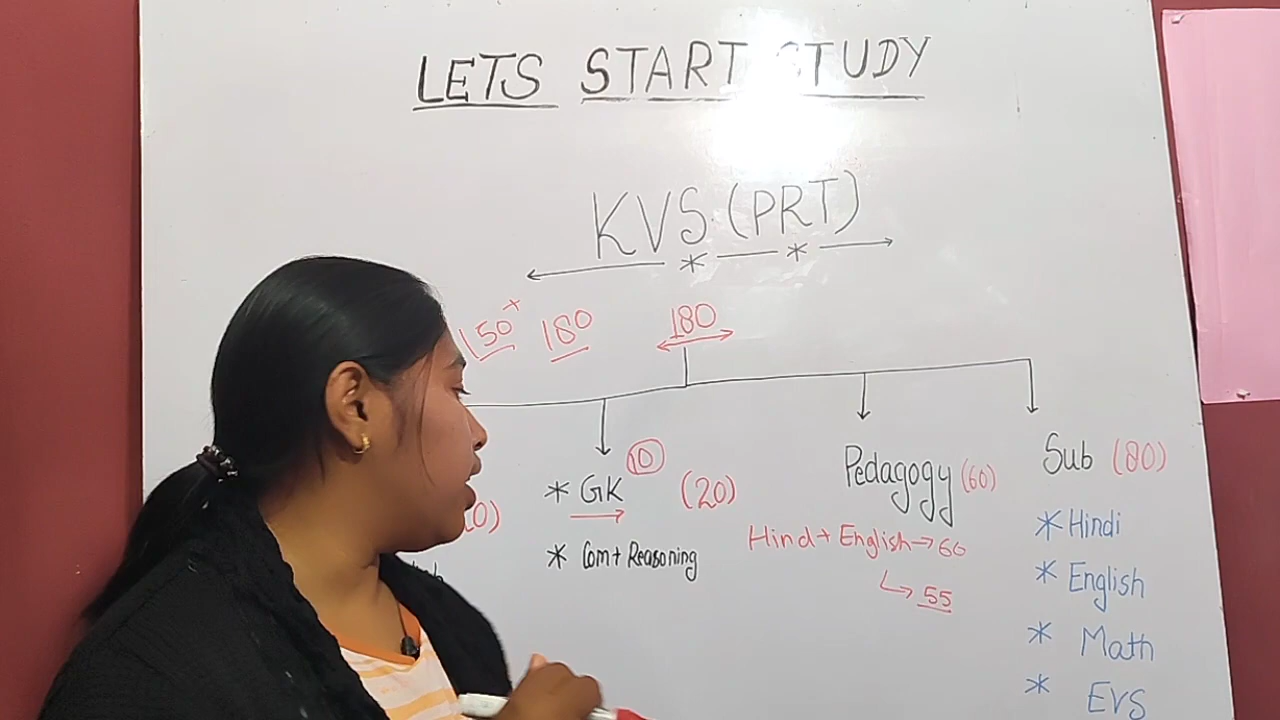 LETS START STUDY
KVS (PRT)
150 x 180 180
* GK 10 (20)
* Com + Reasoning
Pedagogy (60)
Hind + English → 60
↳ 55
Sub (80)
* Hindi
* English
* Math
* EVS